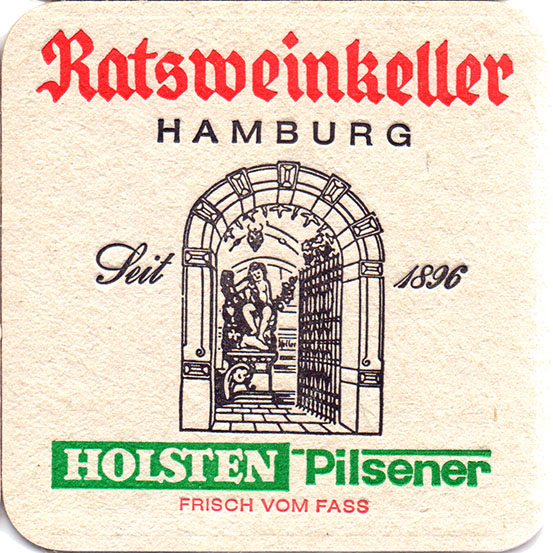 Ratsweinkeller
HAMBURG
Seit 1896
HOLSTEN-Pilsener
FRISCH VOM FASS